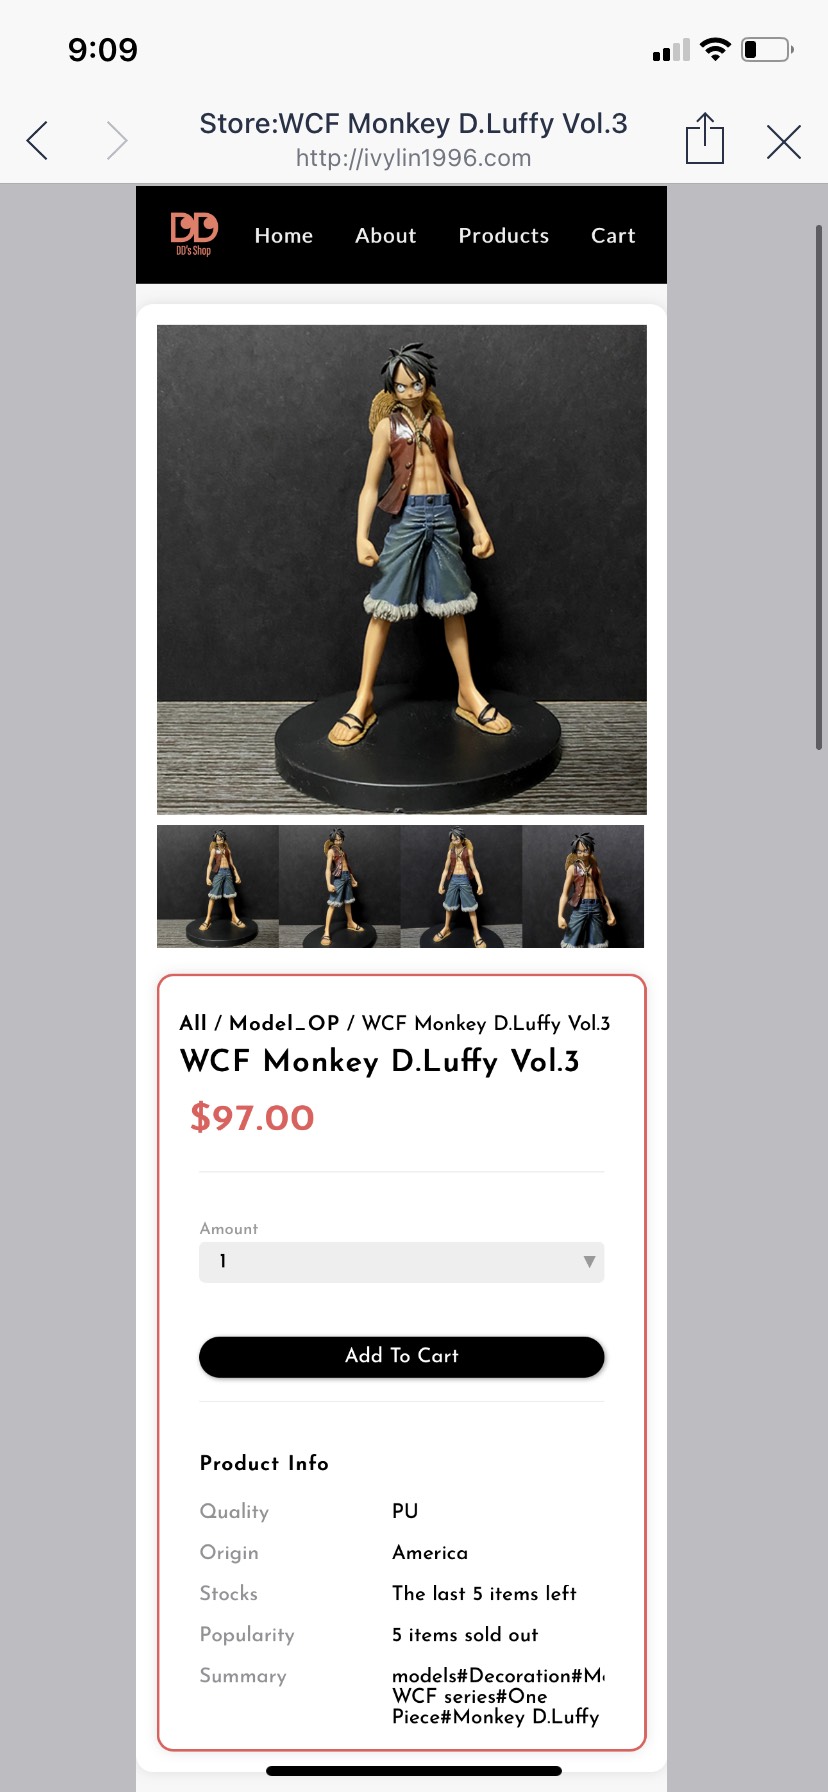 9:09
Store:WCF Monkey D.Luffy Vol.3
http://ivylin1996.com
DD
DD's Shop
Home About Products Cart
All / Model_OP / WCF Monkey D.Luffy Vol.3
WCF Monkey D.Luffy Vol.3
$97.00
Amount
1
Add To Cart
Product Info
Quality PU
Origin America
Stocks The last 5 items left
Popularity 5 items sold out
Summary models#Decoration#M
WCF series#One
Piece#Monkey D.Luffy